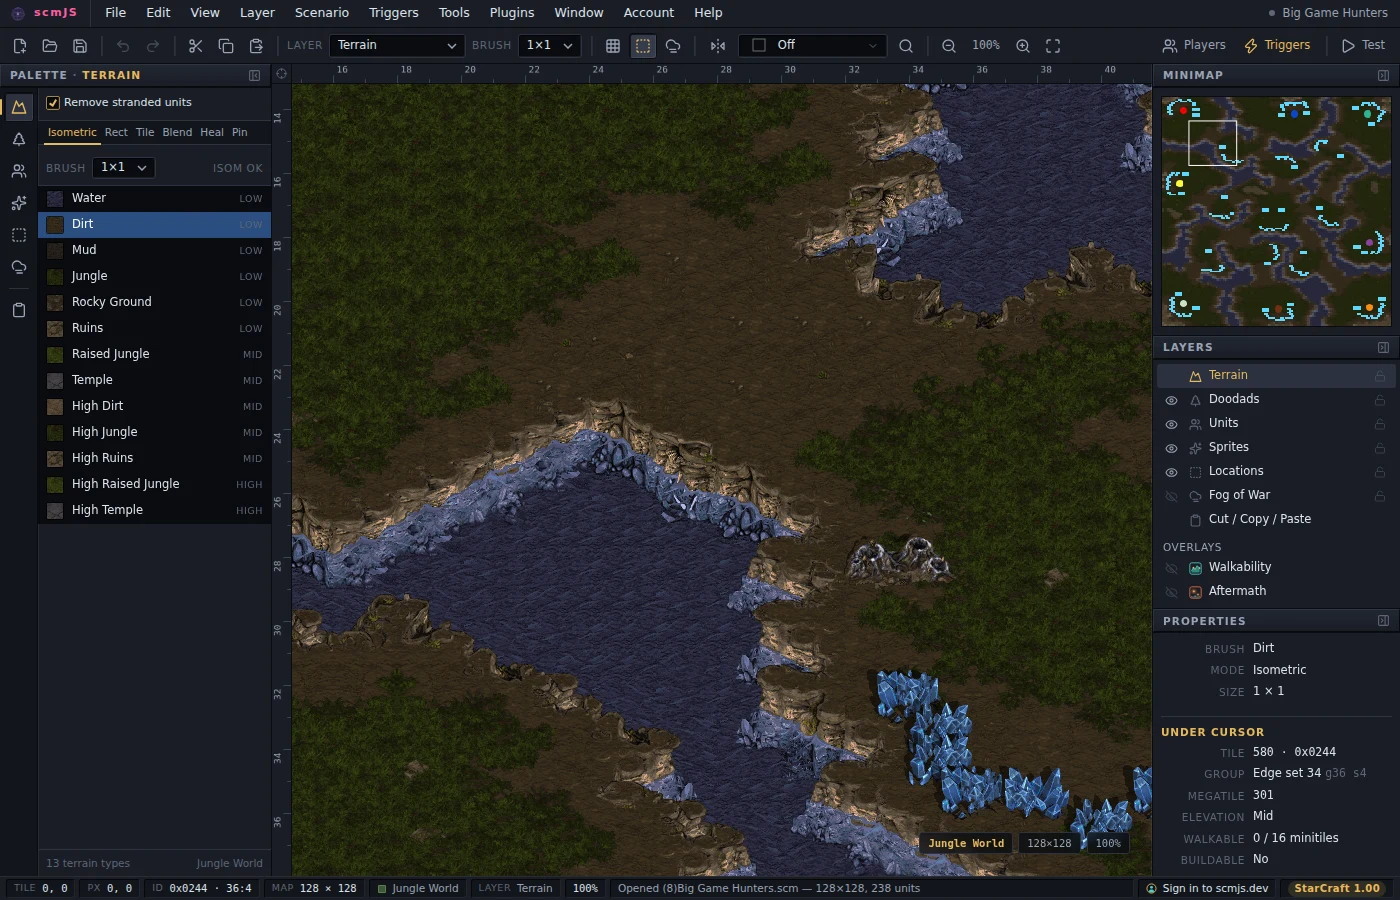 scmJS File Edit View Layer Scenario Triggers Tools Plugins Window Account Help Big Game Hunters
LAYER Terrain BRUSH 1×1 Off 100% Players Triggers Test
PALETTE · TERRAIN
Remove stranded units
Isometric Rect Tile Blend Heal Pin
BRUSH 1×1 ISOM OK
Water LOW
Dirt LOW
Mud LOW
Jungle LOW
Rocky Ground LOW
Ruins LOW
Raised Jungle MID
Temple MID
High Dirt MID
High Jungle MID
High Ruins MID
High Raised Jungle HIGH
High Temple HIGH
13 terrain types Jungle World
16 18 20 22 24 26 28 30 32 34 36 38 40
14
16
18
20
22
24
26
28
30
32
34
36
Jungle World 128×128 100%
MINIMAP
LAYERS
Terrain
Doodads
Units
Sprites
Locations
Fog of War
Cut / Copy / Paste
OVERLAYS
Walkability
Aftermath
PROPERTIES
BRUSH Dirt
MODE Isometric
SIZE 1 × 1
UNDER CURSOR
TILE 580 · 0x0244
GROUP Edge set 34 g36 s4
MEGATILE 301
ELEVATION Mid
WALKABLE 0 / 16 minitiles
BUILDABLE No
TILE 0, 0 PX 0, 0 ID 0x0244 · 36:4 MAP 128 × 128 Jungle World LAYER Terrain 100% Opened (8)Big Game Hunters.scm — 128×128, 238 units Sign in to scmjs.dev StarCraft 1.00